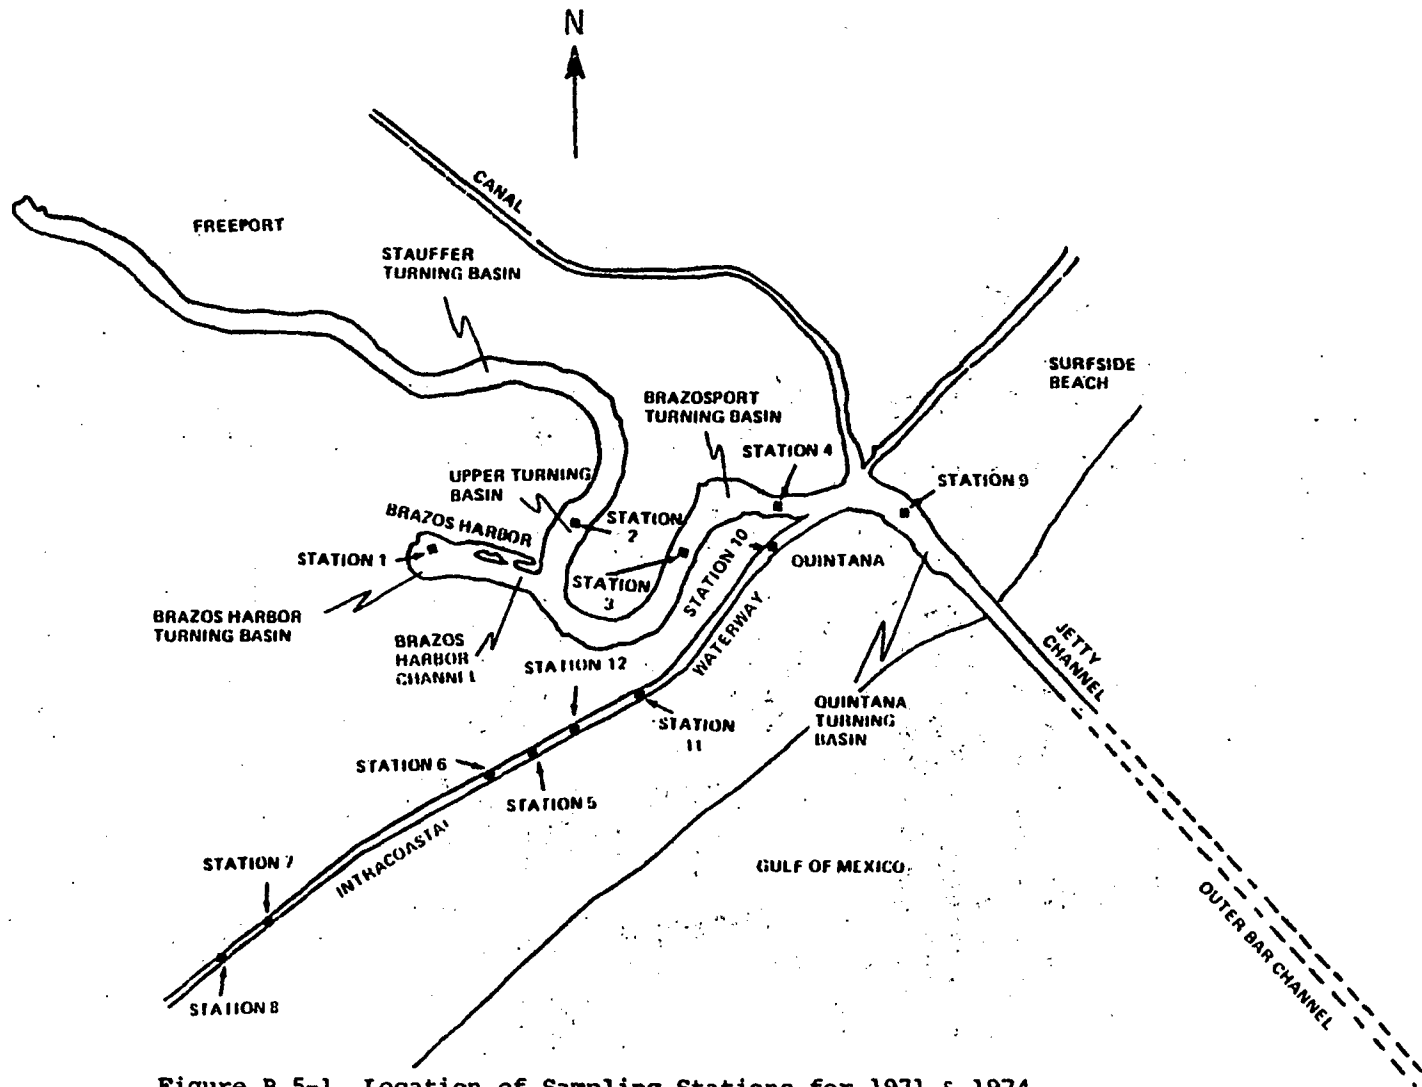 N
CANAL
FREEPORT
STAUFFER
TURNING BASIN
SURFSIDE
BEACH
BRAZOSPORT
TURNING BASIN
STATION 4
UPPER TURNING
BASIN
STATION 9
BRAZOS HARBOR
STATION
2
STATION 1
STATION 10
QUINTANA
STATION
3
BRAZOS HARBOR
TURNING BASIN
BRAZOS
HARBOR
CHANNEL
WATERWAY
JETTY
CHANNEL
STATION 12
QUINTANA
TURNING
BASIN
STATION
11
STATION 6
STATION 5
INTRACOASTAL
STATION 7
GULF OF MEXICO
OUTER BAR CHANNEL
STATION 8
Figure B.5-1 Location of Sampling Stations for 1971 & 1974